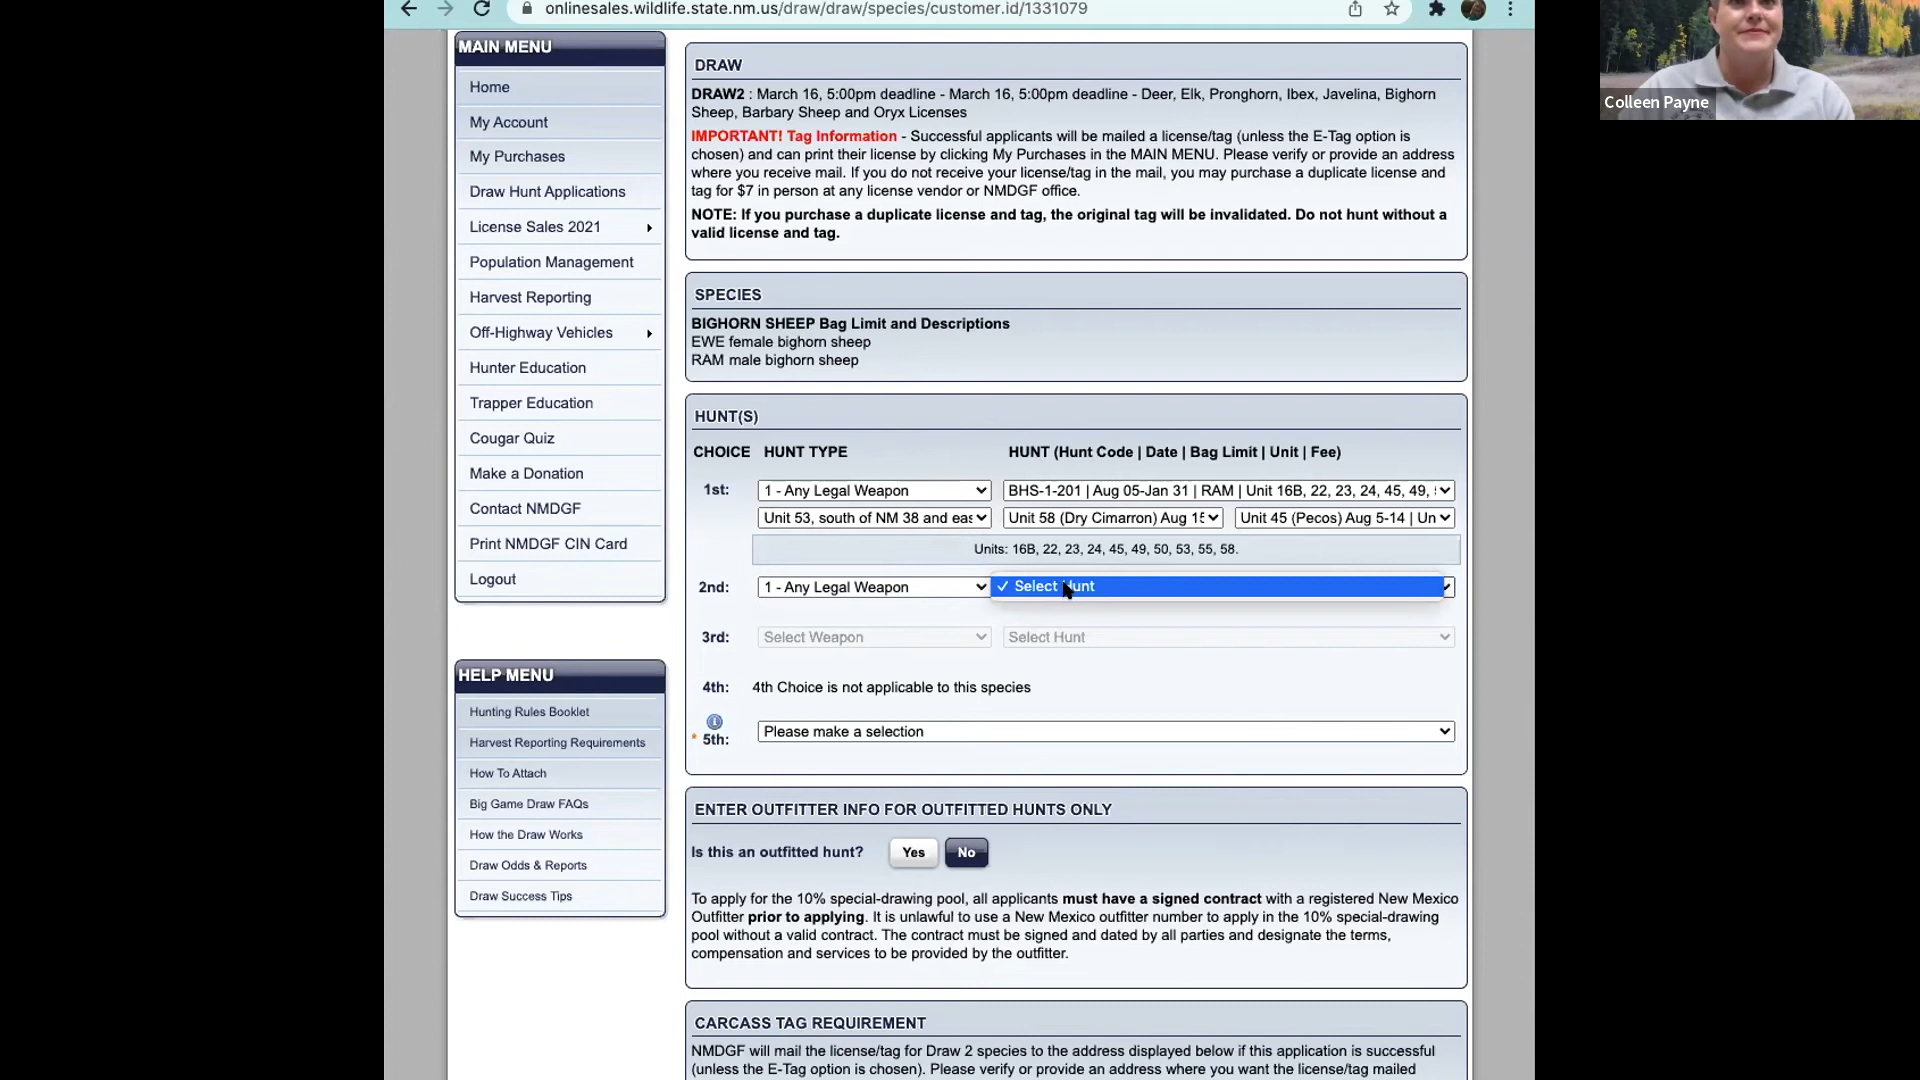 onlinesales.wildlife.state.nm.us/draw/draw/species/customer.id/1331079
Colleen Payne
MAIN MENU
Home
My Account
My Purchases
Draw Hunt Applications
License Sales 2021
Population Management
Harvest Reporting
Off-Highway Vehicles
Hunter Education
Trapper Education
Cougar Quiz
Make a Donation
Contact NMDGF
Print NMDGF CIN Card
Logout
HELP MENU
Hunting Rules Booklet
Harvest Reporting Requirements
How To Attach
Big Game Draw FAQs
How the Draw Works
Draw Odds & Reports
Draw Success Tips
DRAW
DRAW2 : March 16, 5:00pm deadline - March 16, 5:00pm deadline - Deer, Elk, Pronghorn, Ibex, Javelina, Bighorn
Sheep, Barbary Sheep and Oryx Licenses
IMPORTANT! Tag Information - Successful applicants will be mailed a license/tag (unless the E-Tag option is
chosen) and can print their license by clicking My Purchases in the MAIN MENU. Please verify or provide an address
where you receive mail. If you do not receive your license/tag in the mail, you may purchase a duplicate license and
tag for $7 in person at any license vendor or NMDGF office.
NOTE: If you purchase a duplicate license and tag, the original tag will be invalidated. Do not hunt without a
valid license and tag.
SPECIES
BIGHORN SHEEP Bag Limit and Descriptions
EWE female bighorn sheep
RAM male bighorn sheep
HUNT(S)
CHOICE HUNT TYPE HUNT (Hunt Code | Date | Bag Limit | Unit | Fee)
1st: 1 - Any Legal Weapon BHS-1-201 | Aug 05-Jan 31 | RAM | Unit 16B, 22, 23, 24, 45, 49,
Unit 53, south of NM 38 and eas Unit 58 (Dry Cimarron) Aug 15 Unit 45 (Pecos) Aug 5-14 | Un
Units: 16B, 22, 23, 24, 45, 49, 50, 53, 55, 58.
2nd: 1 - Any Legal Weapon ✓ Select Hunt
3rd: Select Weapon Select Hunt
4th: 4th Choice is not applicable to this species
* 5th: Please make a selection
ENTER OUTFITTER INFO FOR OUTFITTED HUNTS ONLY
Is this an outfitted hunt? Yes No
To apply for the 10% special-drawing pool, all applicants must have a signed contract with a registered New Mexico
Outfitter prior to applying. It is unlawful to use a New Mexico outfitter number to apply in the 10% special-drawing
pool without a valid contract. The contract must be signed and dated by all parties and designate the terms,
compensation and services to be provided by the outfitter.
CARCASS TAG REQUIREMENT
NMDGF will mail the license/tag for Draw 2 species to the address displayed below if this application is successful
(unless the E-Tag option is chosen). Please verify or provide an address where you want the license/tag mailed